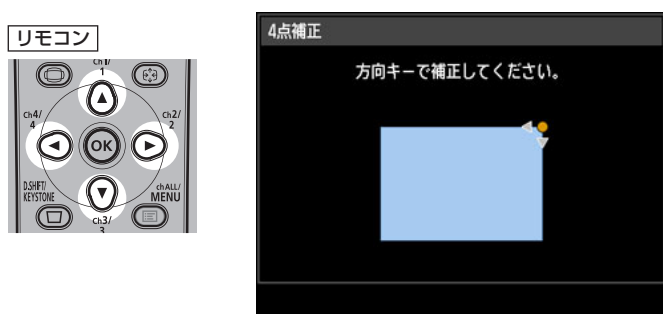 リモコン
Ch1/
1
Ch4/
4
Ch2/
2
OK
D.SHIFT/
KEYSTONE
chALL/
MENU
Ch3/
3
4点補正
方向キーで補正してください。